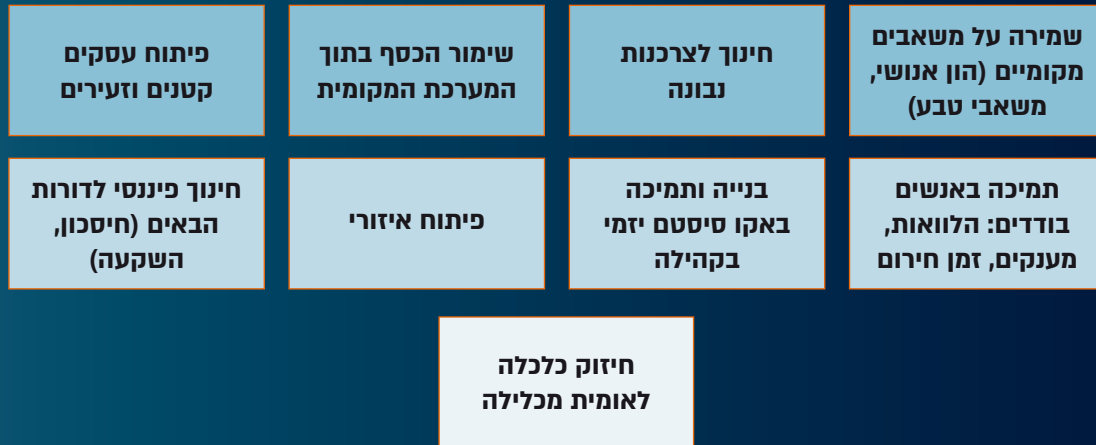 שמירה על משאבים
מקומיים (הון אנושי,
משאבי טבע)
חינוך לצרכנות
נבונה
שימור הכסף בתוך
המערכת המקומית
פיתוח עסקים
קטנים וזעירים
תמיכה באנשים
בודדים: הלוואות,
מענקים, זמן חירום
בנייה ותמיכה
באקו סיסטם יזמי
בקהילה
פיתוח איזורי
חינוך פיננסי לדורות
הבאים (חיסכון,
השקעה)
חיזוק כלכלה
לאומית מכלילה